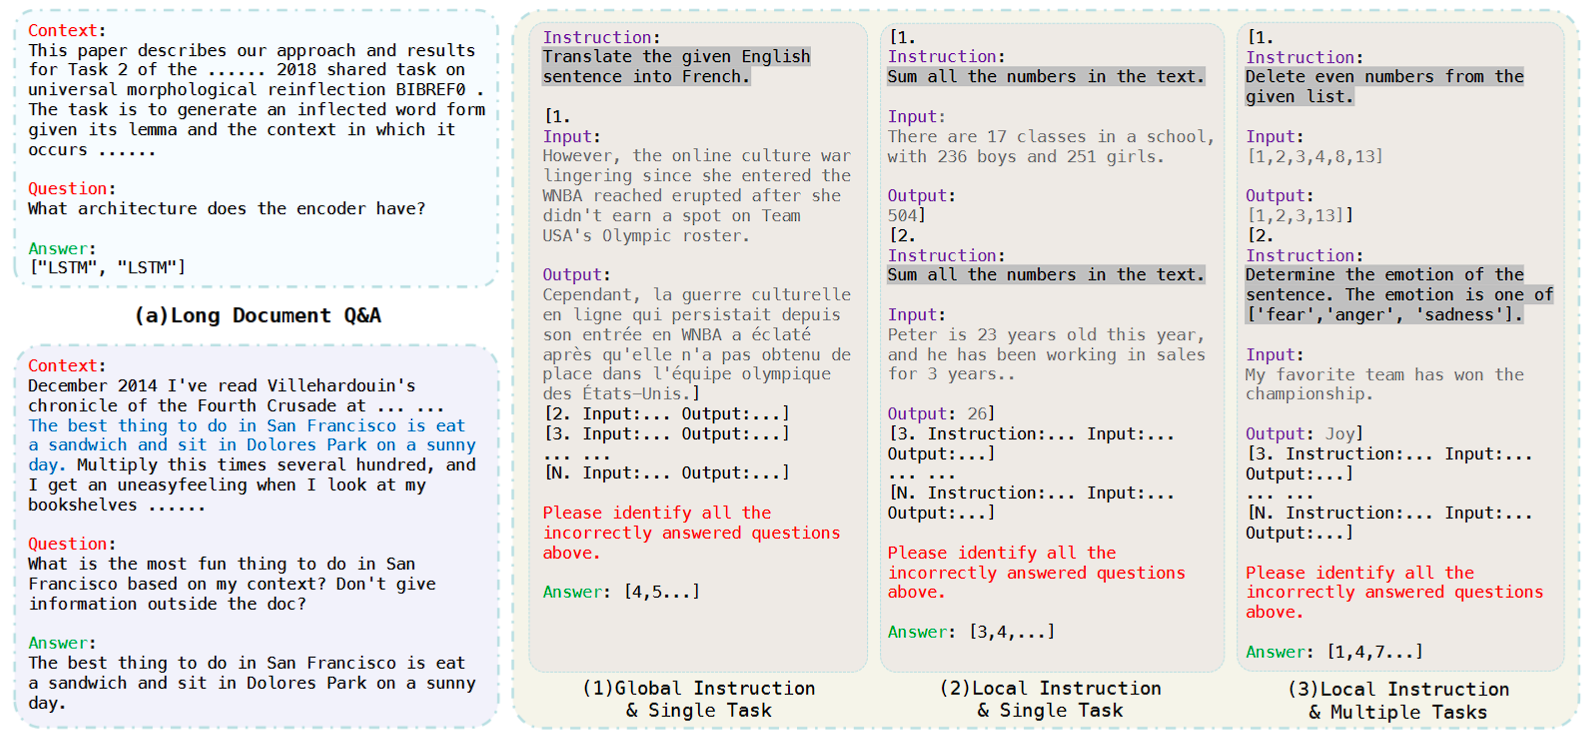 Context:
This paper describes our approach and results
for Task 2 of the ...... 2018 shared task on
universal morphological reinflection BIBREF0 .
The task is to generate an inflected word form
given its lemma and the context in which it
occurs ......
Question:
What architecture does the encoder have?
Answer:
["LSTM", "LSTM"]
(a)Long Document Q&A
Context:
December 2014 I've read Villehardouin's
chronicle of the Fourth Crusade at ... ...
The best thing to do in San Francisco is eat
a sandwich and sit in Dolores Park on a sunny
day. Multiply this times several hundred, and
I get an uneasyfeeling when I look at my
bookshelves ......
Question:
What is the most fun thing to do in San
Francisco based on my context? Don't give
information outside the doc?
Answer:
The best thing to do in San Francisco is eat
a sandwich and sit in Dolores Park on a sunny
day.
Instruction:
Translate the given English
sentence into French.
[1.
Input:
However, the online culture war
lingering since she entered the
WNBA reached erupted after she
didn't earn a spot on Team
USA's Olympic roster.
Output:
Cependant, la guerre culturelle
en ligne qui persistait depuis
son entrée en WNBA a éclaté
après qu'elle n'a pas obtenu de
place dans l'équipe olympique
des États-Unis.]
[2. Input:... Output:...]
[3. Input:... Output:...]
... ...
[N. Input:... Output:...]
Please identify all the
incorrectly answered questions
above.
Answer: [4,5...]
(1)Global Instruction
& Single Task
[1.
Instruction:
Sum all the numbers in the text.
Input:
There are 17 classes in a school,
with 236 boys and 251 girls.
Output:
504]
[2.
Instruction:
Sum all the numbers in the text.
Input:
Peter is 23 years old this year,
and he has been working in sales
for 3 years..
Output: 26]
[3. Instruction:... Input:...
Output:...]
... ...
[N. Instruction:... Input:...
Output:...]
Please identify all the
incorrectly answered questions
above.
Answer: [3,4,...]
(2)Local Instruction
& Single Task
[1.
Instruction:
Delete even numbers from the
given list.
Input:
[1,2,3,4,8,13]
Output:
[1,2,3,13]]
[2.
Instruction:
Determine the emotion of the
sentence. The emotion is one of
['fear','anger', 'sadness'].
Input:
My favorite team has won the
championship.
Output: Joy]
[3. Instruction:... Input:...
Output:...]
... ...
[N. Instruction:... Input:...
Output:...]
Please identify all the
incorrectly answered questions
above.
Answer: [1,4,7...]
(3)Local Instruction
& Multiple Tasks